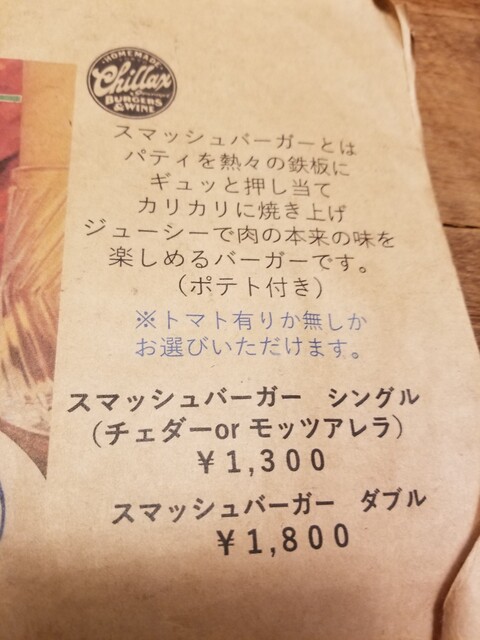 HOMEMADE
Chillax
BURGERS
& WINE
スマッシュバーガーとは
パティを熱々の鉄板に
ギュッと押し当て
カリカリに焼き上げ
ジューシーで肉の本来の味を
楽しめるバーガーです。
（ポテト付き）
※トマト有りか無しか
お選びいただけます。
スマッシュバーガー　シングル
（チェダーor モッツアレラ）
¥1,300
スマッシュバーガー　ダブル
¥1,800